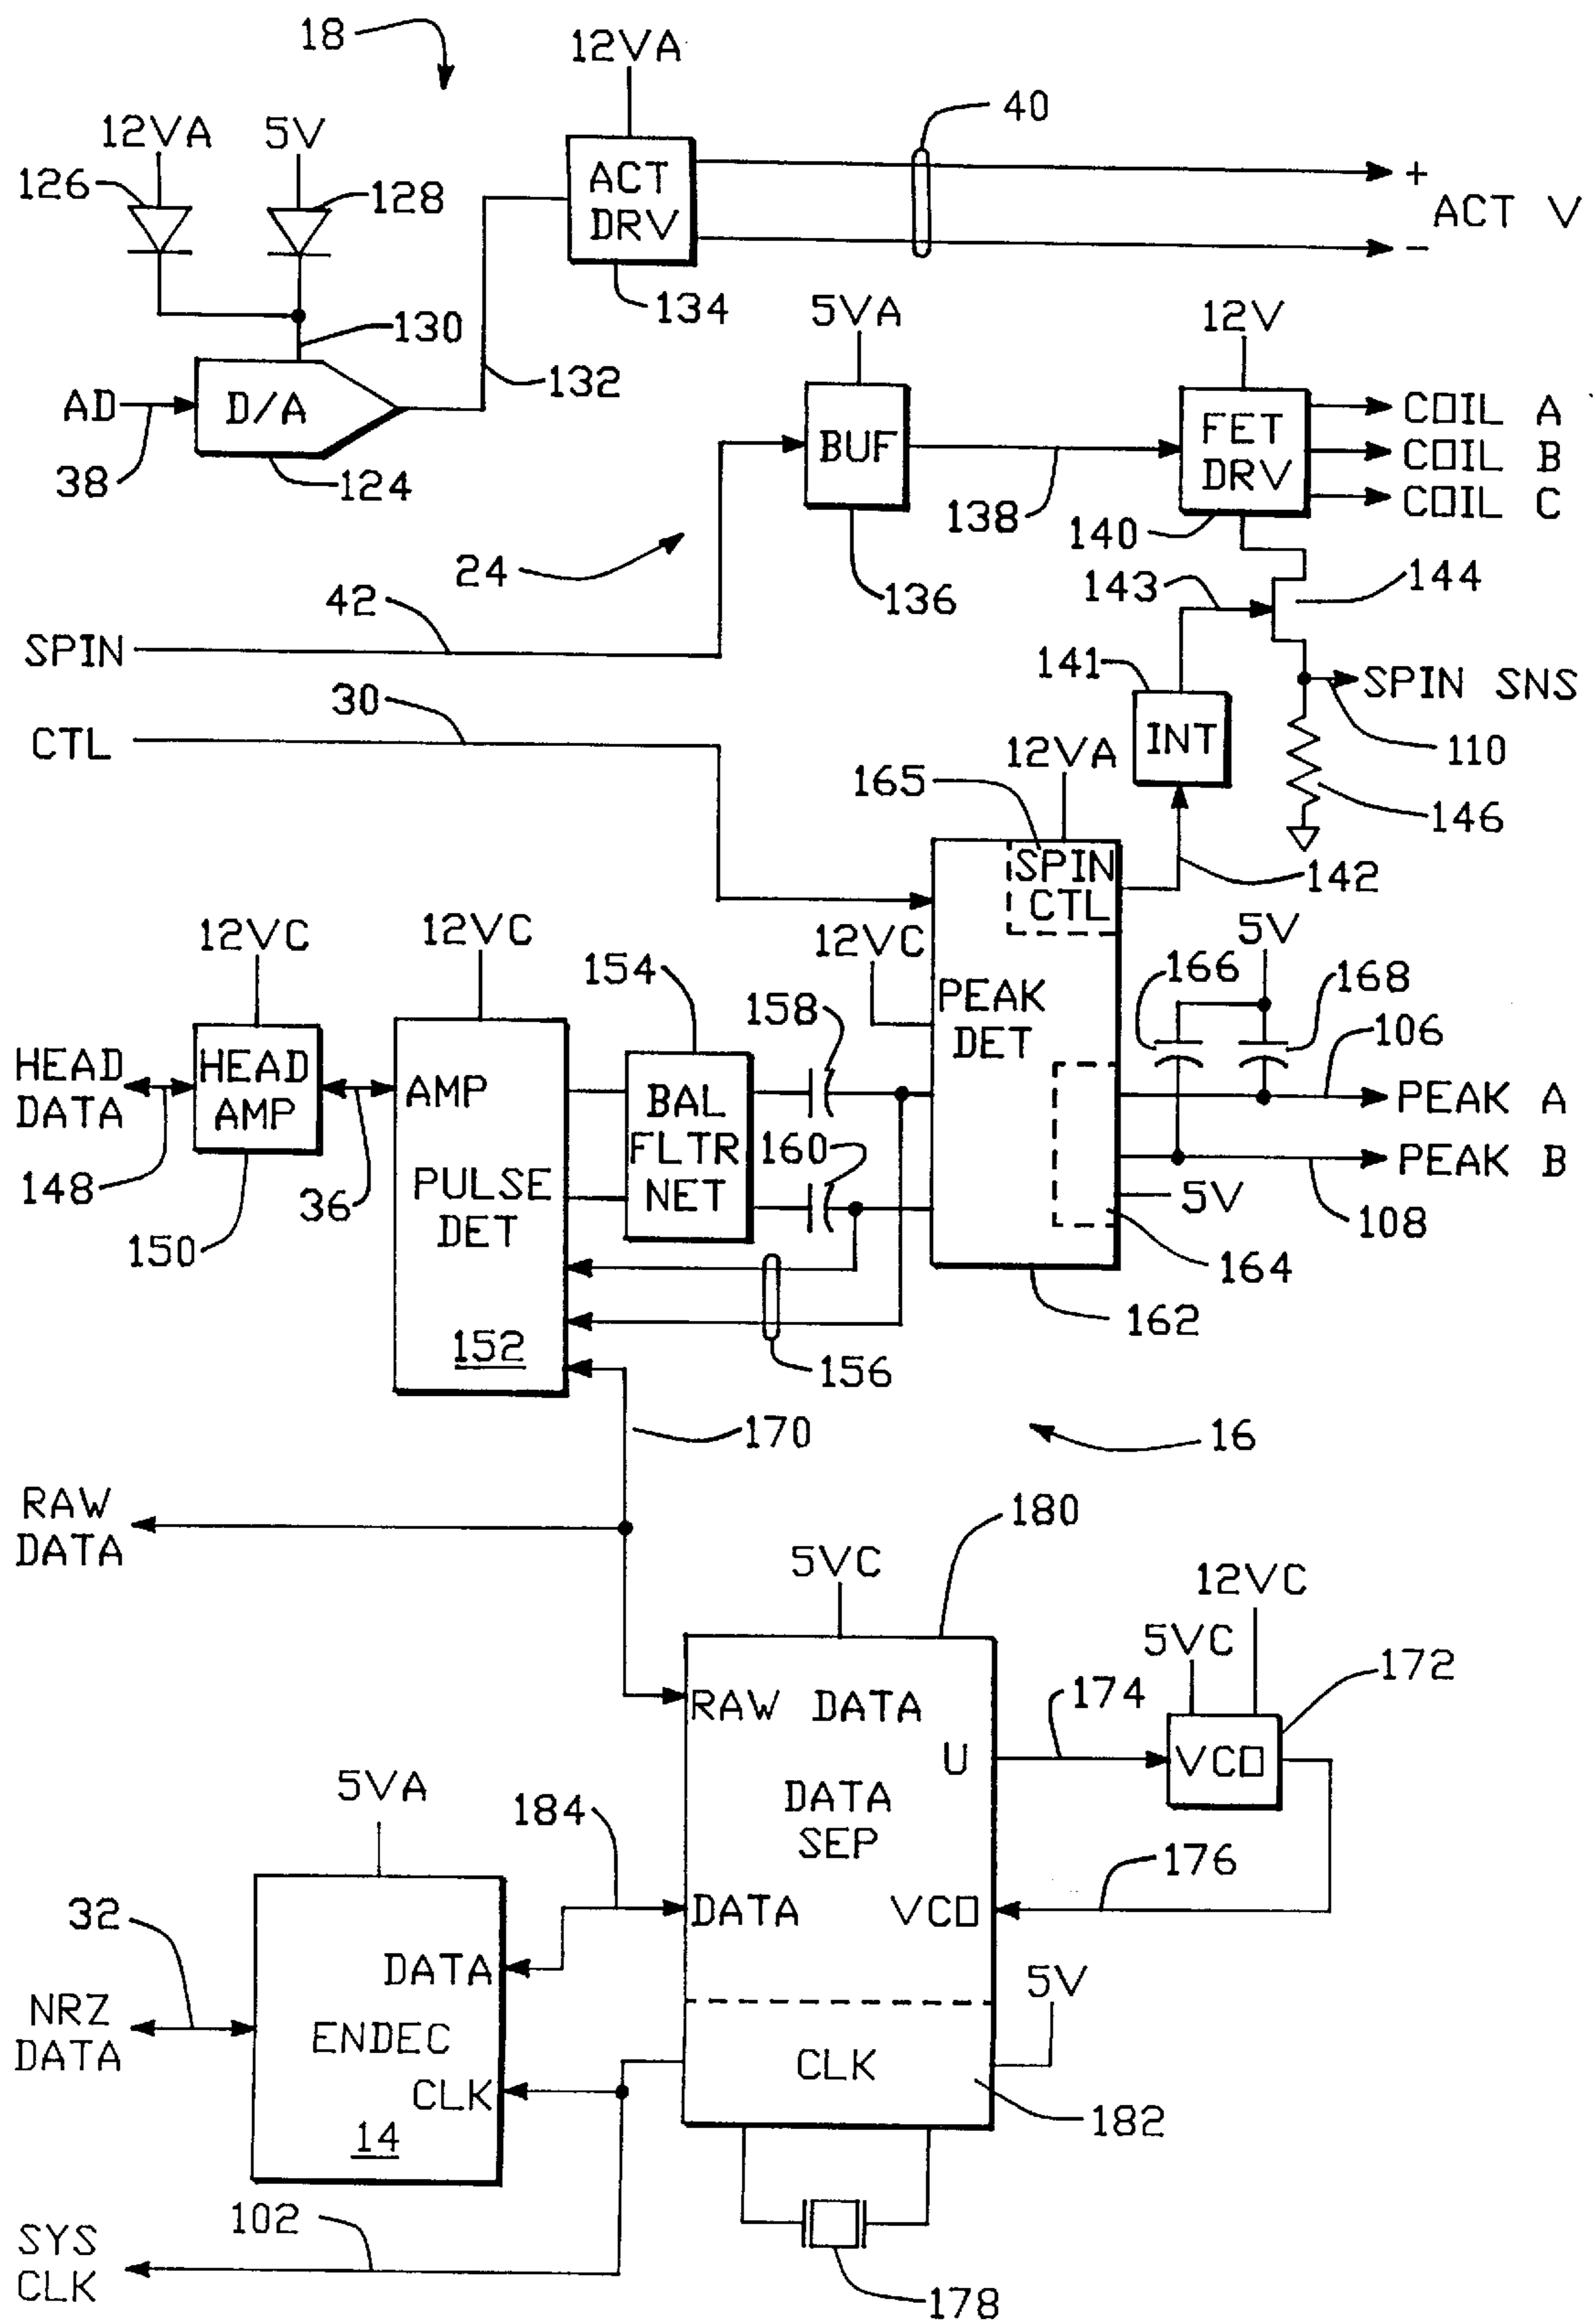 18
12VA
40
12VA
5V
126
128
ACT
DRV
+
ACT V
-
134
130
5VA
12V
AD
D/A
132
38
124
BUF
FET
DRV
COIL A
COIL B
COIL C
138
140
24
136
143
144
42
SPIN
141
SPIN SNS
30
CTL
INT
110
12VA
165
146
SPIN
CTL
142
12VC
12VC
154
12VC
5V
166
168
158
PEAK
DET
106
HEAD
DATA
HEAD
AMP
AMP
BAL
FLTR
NET
160
PEAK A
PEAK B
148
36
PULSE
DET
5V
108
150
164
152
162
156
170
16
RAW
DATA
180
5VC
12VC
5VC
172
RAW DATA
174
U
VCO
5VA
184
DATA
SEP
176
32
DATA
VCO
DATA
5V
NRZ
DATA
ENDEC
CLK
CLK
14
182
102
SYS
CLK
178